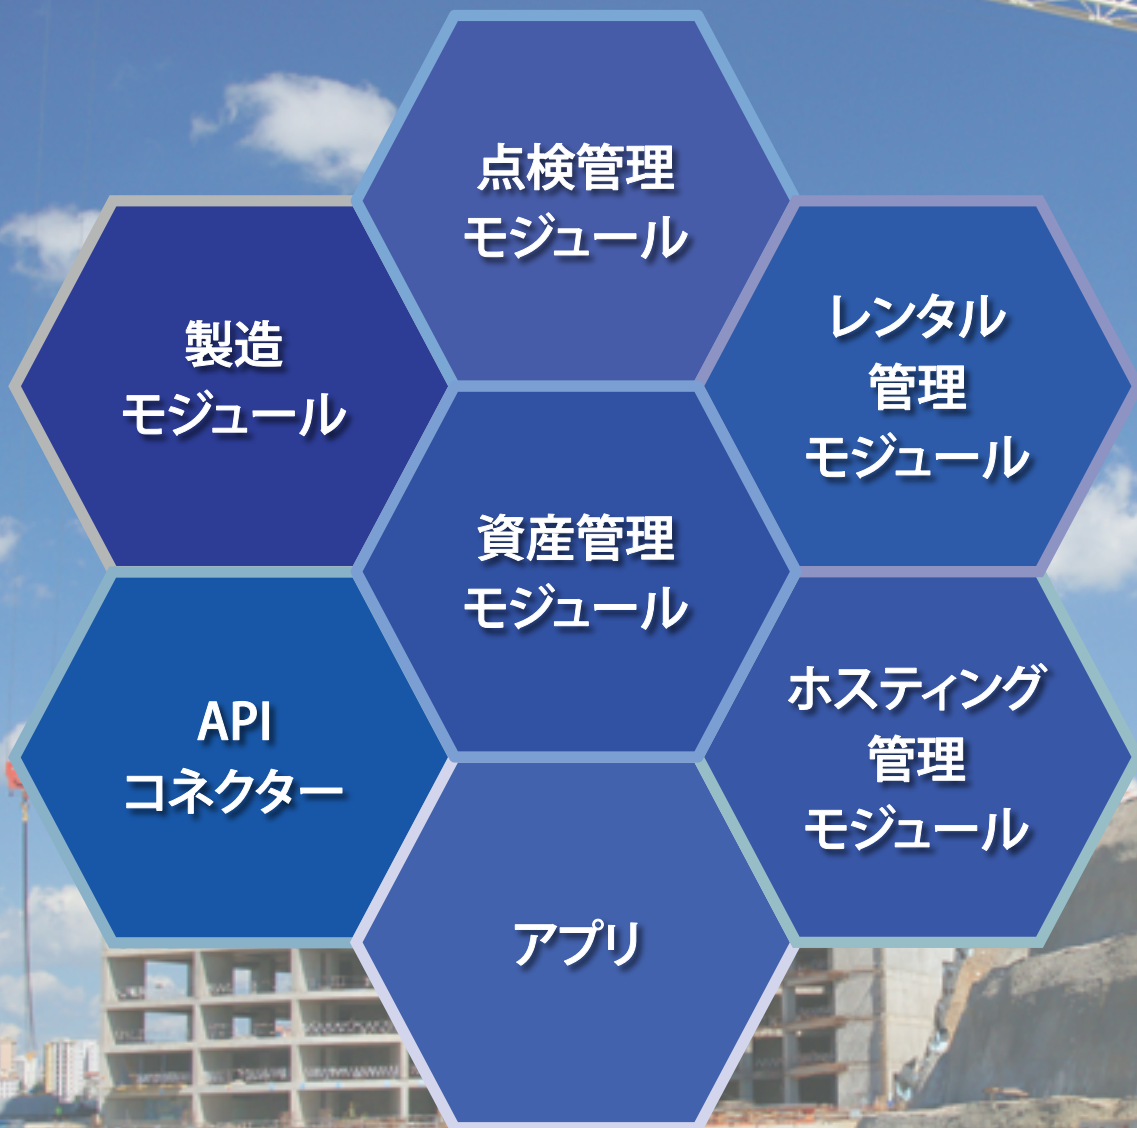 点検管理
モジュール
製造
モジュール
レンタル
管理
モジュール
資産管理
モジュール
API
コネクター
ホスティング
管理
モジュール
アプリ